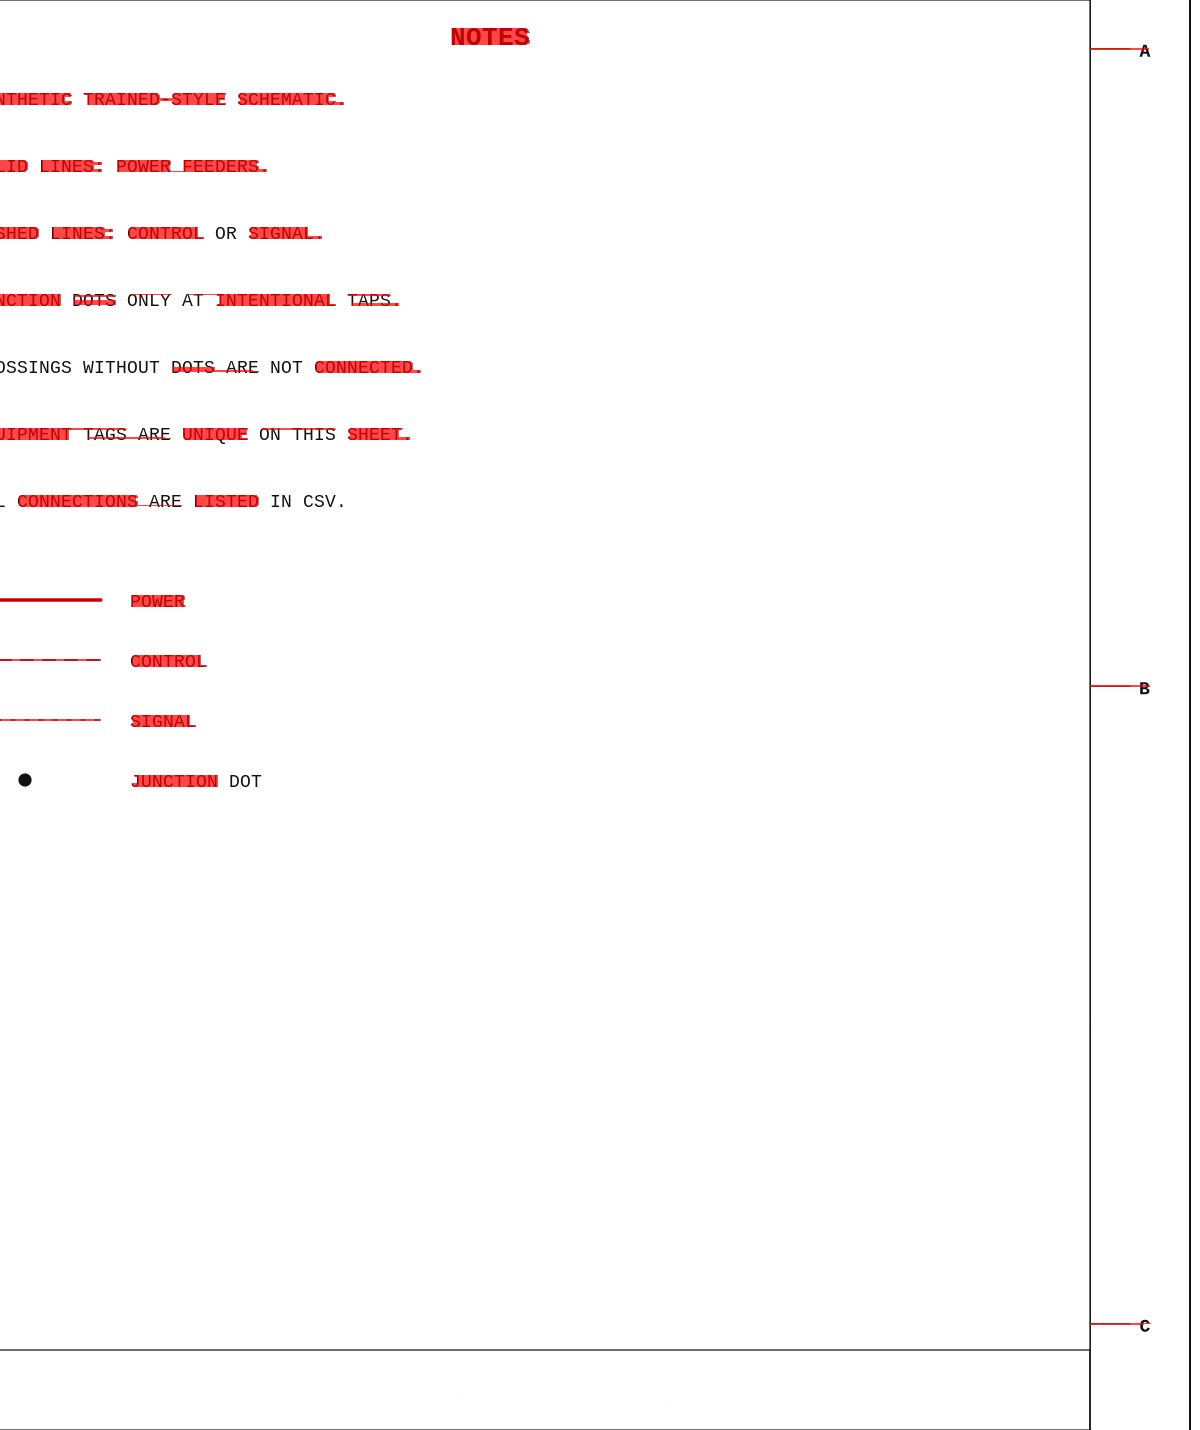 NOTES
A
NTHETIC TRAINED-STYLE SCHEMATIC.
LID LINES: POWER FEEDERS.
SHED LINES: CONTROL OR SIGNAL.
NCTION DOTS ONLY AT INTENTIONAL TAPS.
OSSINGS WITHOUT DOTS ARE NOT CONNECTED.
UIPMENT TAGS ARE UNIQUE ON THIS SHEET.
L CONNECTIONS ARE LISTED IN CSV.
POWER
CONTROL
B
SIGNAL
JUNCTION DOT
C